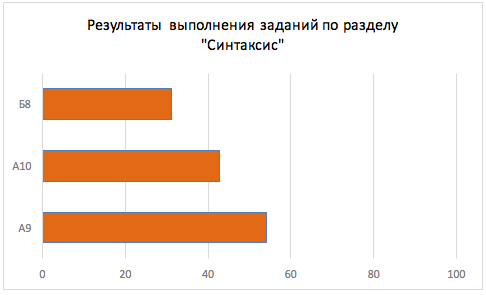 Результаты выполнения заданий по разделу
"Синтаксис"
Б8
А10
А9
0 20 40 60 80 100